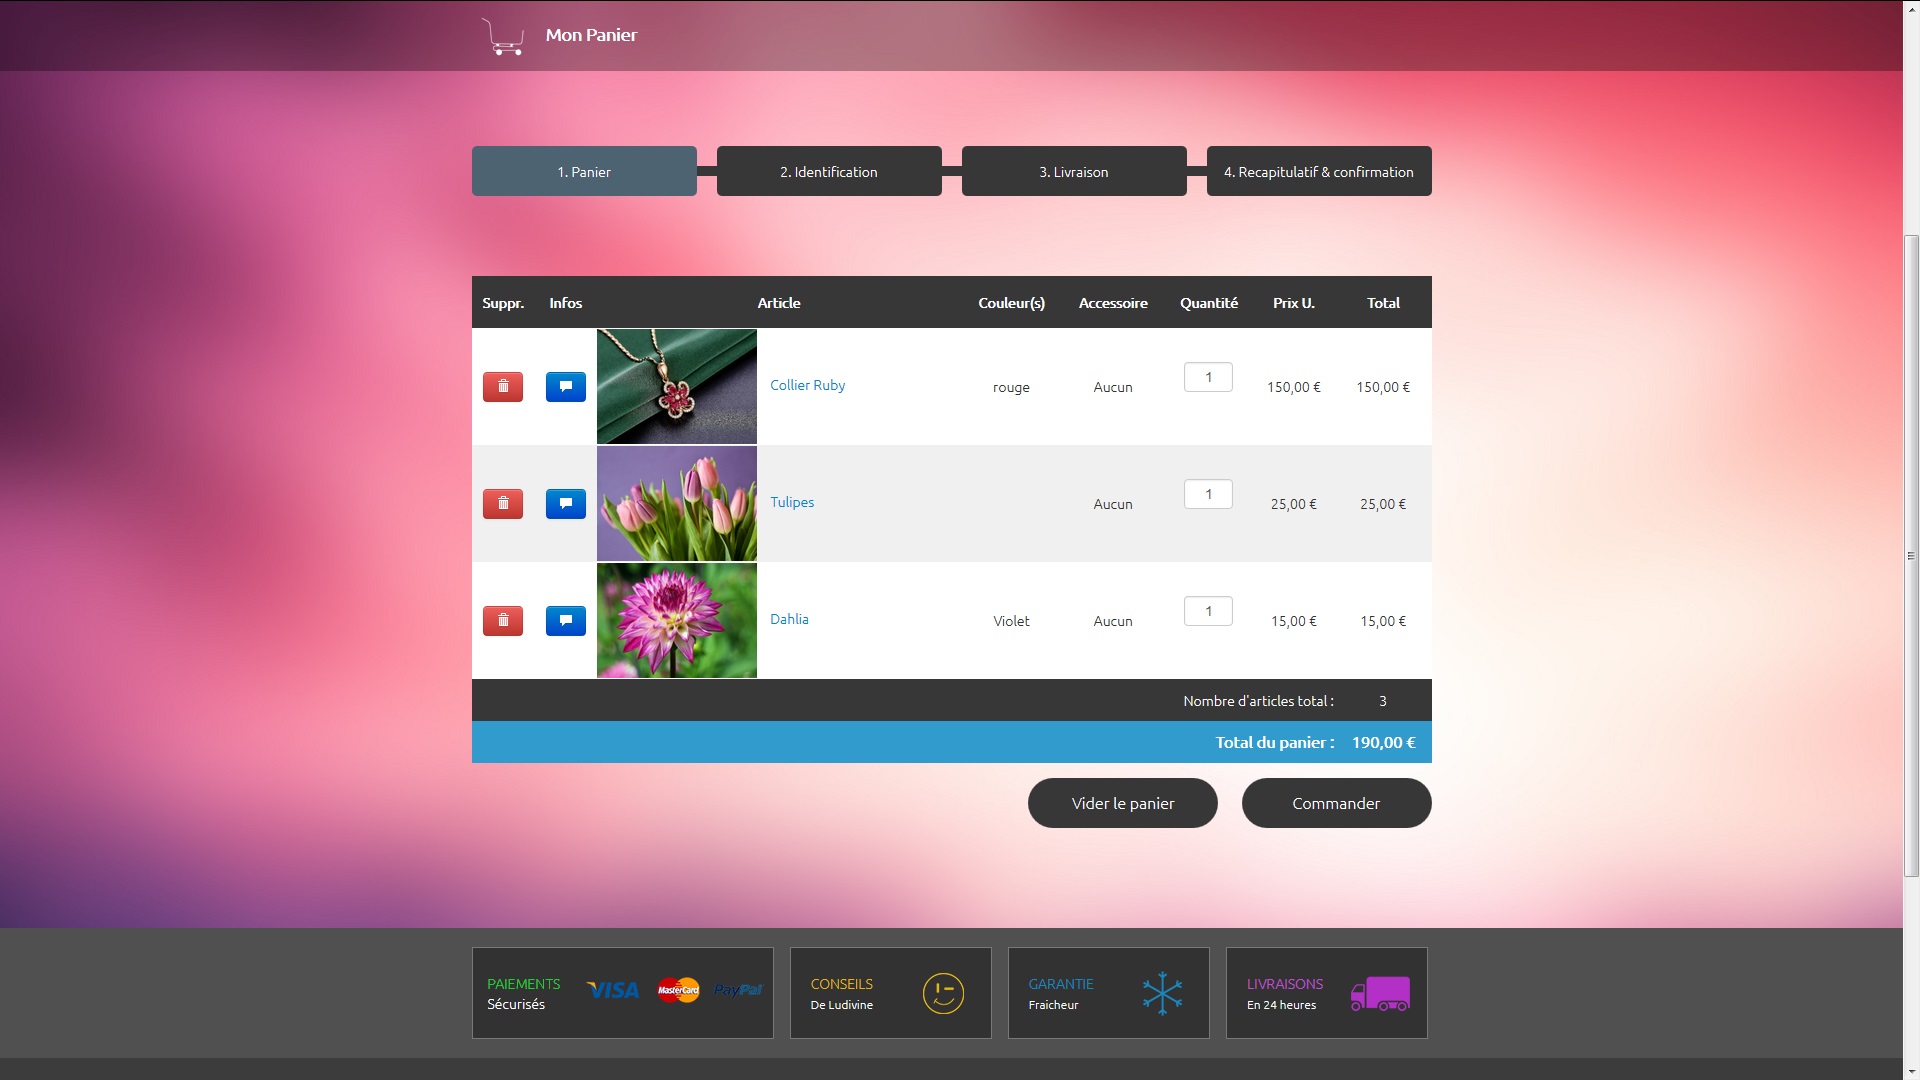 Mon Panier
1. Panier
2. Identification
3. Livraison
4. Recapitulatif & confirmation
Suppr. Infos Article Couleur(s) Accessoire Quantité Prix U. Total
Collier Ruby rouge Aucun 1 150,00 € 150,00 €
Tulipes Aucun 1 25,00 € 25,00 €
Dahlia Violet Aucun 1 15,00 € 15,00 €
Nombre d'articles total : 3
Total du panier : 190,00 €
Vider le panier
Commander
PAIEMENTS
Sécurisés
VISA MasterCard PayPal
CONSEILS
De Ludivine
GARANTIE
Fraicheur
LIVRAISONS
En 24 heures